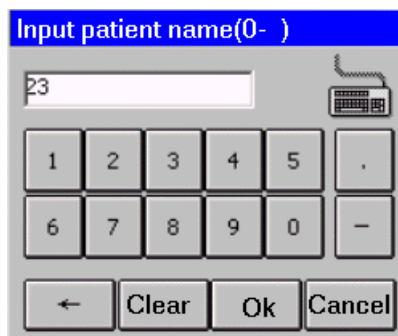 Input patient name(0- )
23
1 2 3 4 5 .
6 7 8 9 0 -
← Clear Ok Cancel